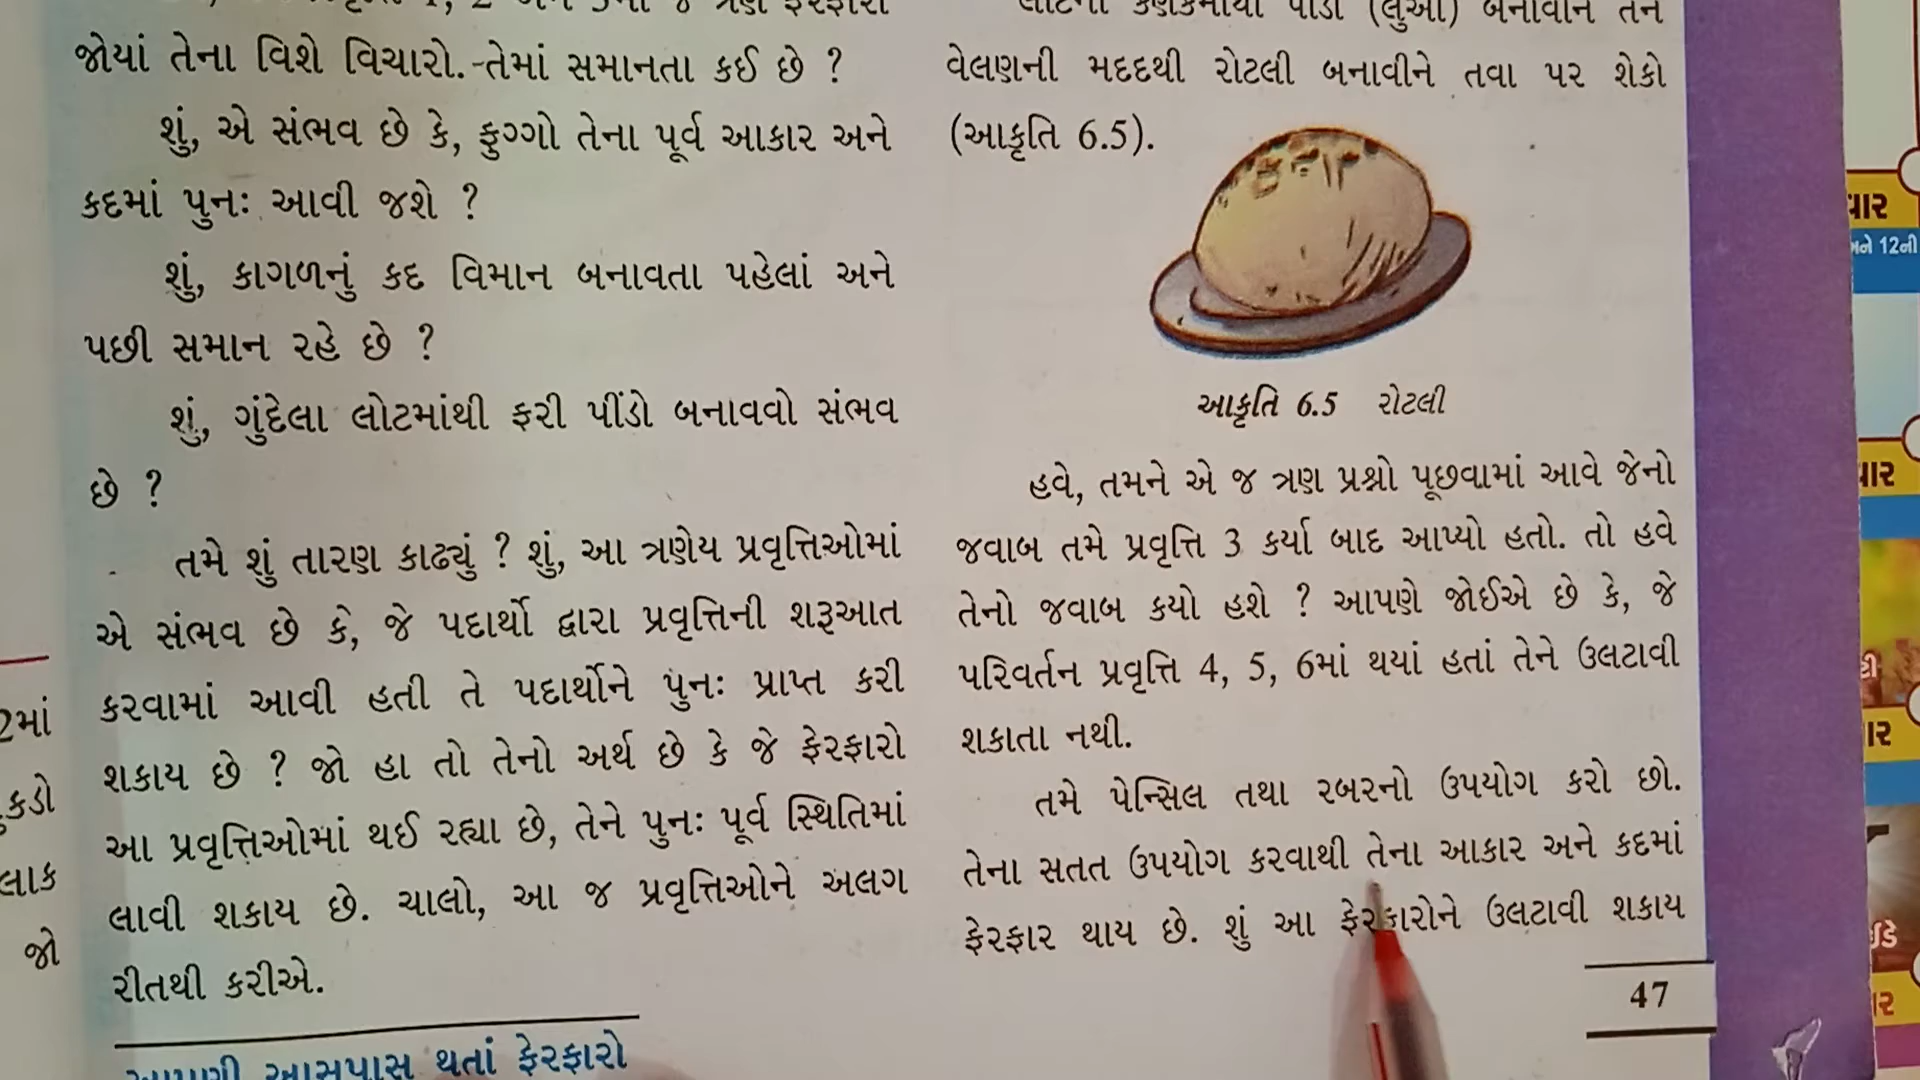 જોયાં તેના વિશે વિચારો.-તેમાં સમાનતા કઈ છે ?
શું, એ સંભવ છે કે, ફુગ્ગો તેના પૂર્વ આકાર અને
કદમાં પુનઃ આવી જશે ?
શું, કાગળનું કદ વિમાન બનાવતા પહેલાં અને
પછી સમાન રહે છે ?
શું, ગુંદેલા લોટમાંથી ફરી પીંડો બનાવવો સંભવ
છે ?
તમે શું તારણ કાઢ્યું ? શું, આ ત્રણેય પ્રવૃત્તિઓમાં
એ સંભવ છે કે, જે પદાર્થો દ્વારા પ્રવૃત્તિની શરૂઆત
કરવામાં આવી હતી તે પદાર્થોને પુનઃ પ્રાપ્ત કરી
શકાય છે ? જો હા તો તેનો અર્થ છે કે જે ફેરફારો
આ પ્રવૃત્તિઓમાં થઈ રહ્યા છે, તેને પુનઃ પૂર્વ સ્થિતિમાં
લાવી શકાય છે. ચાલો, આ જ પ્રવૃત્તિઓને અલગ
રીતથી કરીએ.
આપણી આસપાસ થતાં ફેરફારો
લોટના કણકમાંથી પીંડો (લુઓ) બનાવીને તેને
વેલણની મદદથી રોટલી બનાવીને તવા પર શેકો
(આકૃતિ 6.5).
આકૃતિ 6.5 રોટલી
હવે, તમને એ જ ત્રણ પ્રશ્નો પૂછવામાં આવે જેનો
જવાબ તમે પ્રવૃત્તિ 3 કર્યા બાદ આપ્યો હતો. તો હવે
તેનો જવાબ કયો હશે ? આપણે જોઈએ છે કે, જે
પરિવર્તન પ્રવૃત્તિ 4, 5, 6માં થયાં હતાં તેને ઉલટાવી
શકાતા નથી.
તમે પેન્સિલ તથા રબરનો ઉપયોગ કરો છો.
તેના સતત ઉપયોગ કરવાથી તેના આકાર અને કદમાં
ફેરફાર થાય છે. શું આ ફેરફારોને ઉલટાવી શકાય
47
2માં
જો
અને 12ની